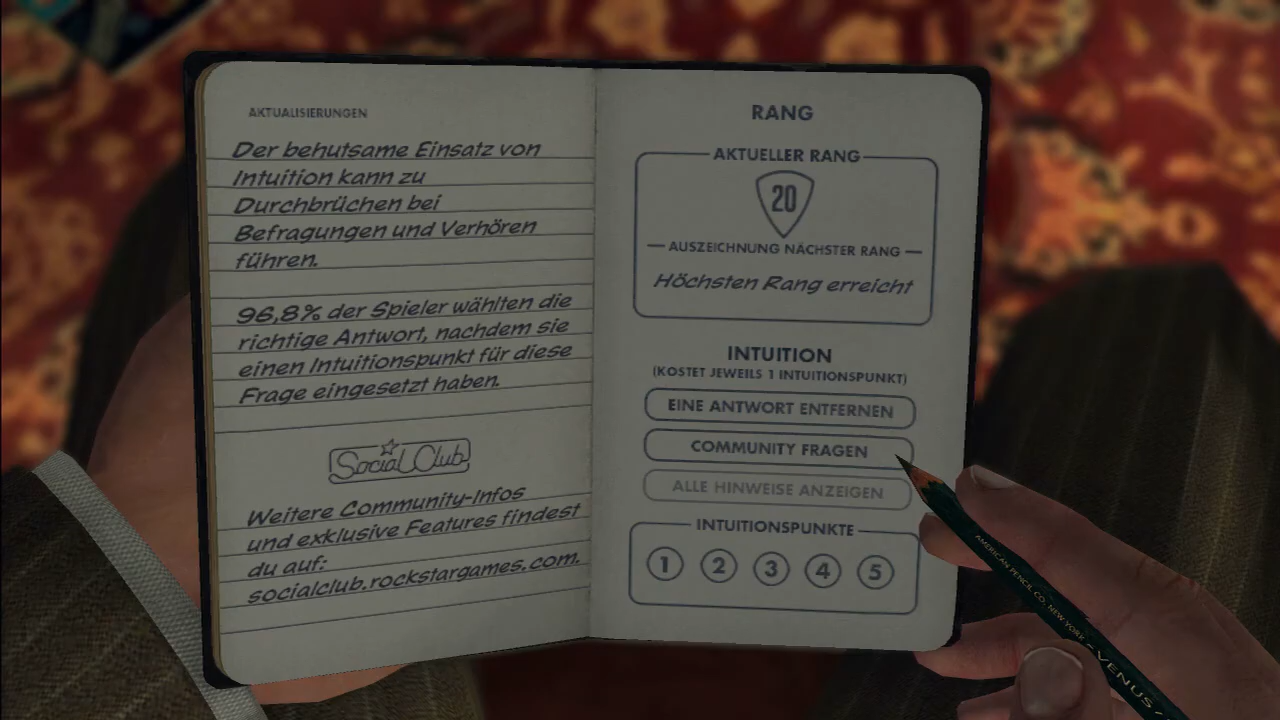 AKTUALISIERUNGEN
Der behutsame Einsatz von
Intuition kann zu
Durchbrüchen bei
Befragungen und Verhören
führen.
96,8% der Spieler wählten die
richtige Antwort, nachdem sie
einen Intuitionspunkt für diese
Frage eingesetzt haben.
Social Club
Weitere Community-Infos
und exklusive Features findest
du auf:
socialclub.rockstargames.com.
RANG
AKTUELLER RANG
20
AUSZEICHNUNG NÄCHSTER RANG
Höchsten Rang erreicht
INTUITION
(KOSTET JEWEILS 1 INTUITIONSPUNKT)
EINE ANTWORT ENTFERNEN
COMMUNITY FRAGEN
ALLE HINWEISE ANZEIGEN
INTUITIONSPUNKTE
1 2 3 4 5
AMERICAN PENCIL CO. NEW YORK
VENUS